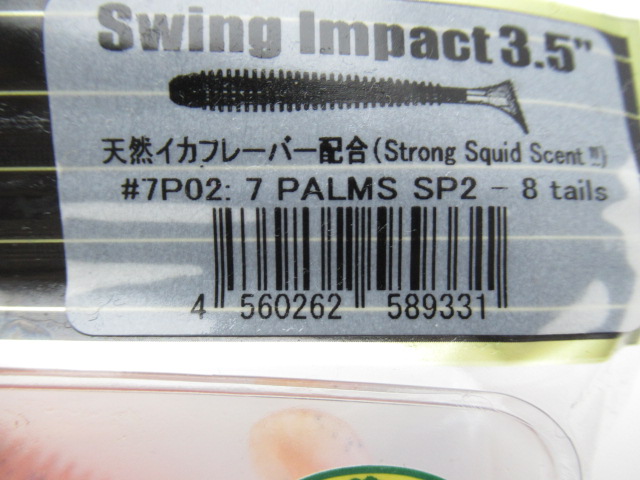 Swing Impact 3.5"
天然イカフレーバー配合(Strong Squid Scent !!!)
#7P02: 7 PALMS SP2 - 8 tails
4 560262 589331